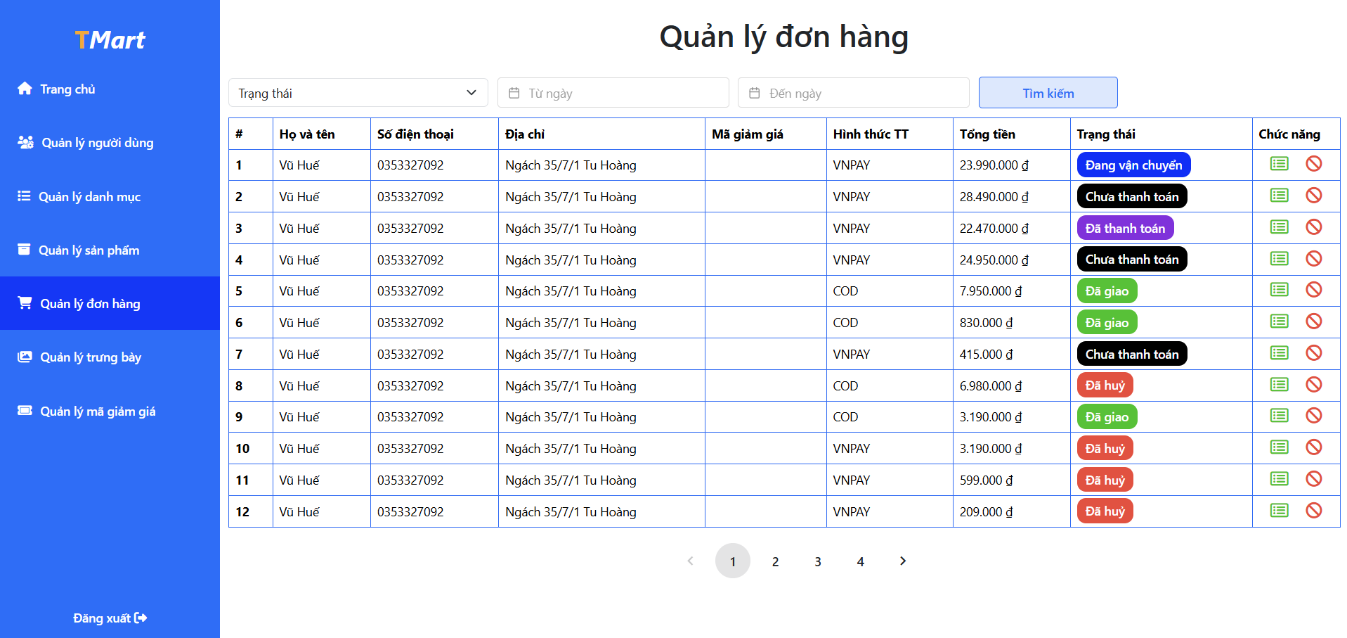 TMart
Trang chủ
Quản lý người dùng
Quản lý danh mục
Quản lý sản phẩm
Quản lý đơn hàng
Quản lý trưng bày
Quản lý mã giảm giá
Đăng xuất
Quản lý đơn hàng
Trạng thái Từ ngày Đến ngày Tìm kiếm
# Họ và tên Số điện thoại Địa chỉ Mã giảm giá Hình thức TT Tổng tiền Trạng thái Chức năng
1 Vũ Huế 0353327092 Ngách 35/7/1 Tu Hoàng VNPAY 23.990.000 ₫ Đang vận chuyển
2 Vũ Huế 0353327092 Ngách 35/7/1 Tu Hoàng VNPAY 28.490.000 ₫ Chưa thanh toán
3 Vũ Huế 0353327092 Ngách 35/7/1 Tu Hoàng VNPAY 22.470.000 ₫ Đã thanh toán
4 Vũ Huế 0353327092 Ngách 35/7/1 Tu Hoàng VNPAY 24.950.000 ₫ Chưa thanh toán
5 Vũ Huế 0353327092 Ngách 35/7/1 Tu Hoàng COD 7.950.000 ₫ Đã giao
6 Vũ Huế 0353327092 Ngách 35/7/1 Tu Hoàng COD 830.000 ₫ Đã giao
7 Vũ Huế 0353327092 Ngách 35/7/1 Tu Hoàng VNPAY 415.000 ₫ Chưa thanh toán
8 Vũ Huế 0353327092 Ngách 35/7/1 Tu Hoàng COD 6.980.000 ₫ Đã huỷ
9 Vũ Huế 0353327092 Ngách 35/7/1 Tu Hoàng COD 3.190.000 ₫ Đã giao
10 Vũ Huế 0353327092 Ngách 35/7/1 Tu Hoàng VNPAY 3.190.000 ₫ Đã huỷ
11 Vũ Huế 0353327092 Ngách 35/7/1 Tu Hoàng VNPAY 599.000 ₫ Đã huỷ
12 Vũ Huế 0353327092 Ngách 35/7/1 Tu Hoàng VNPAY 209.000 ₫ Đã huỷ
1 2 3 4